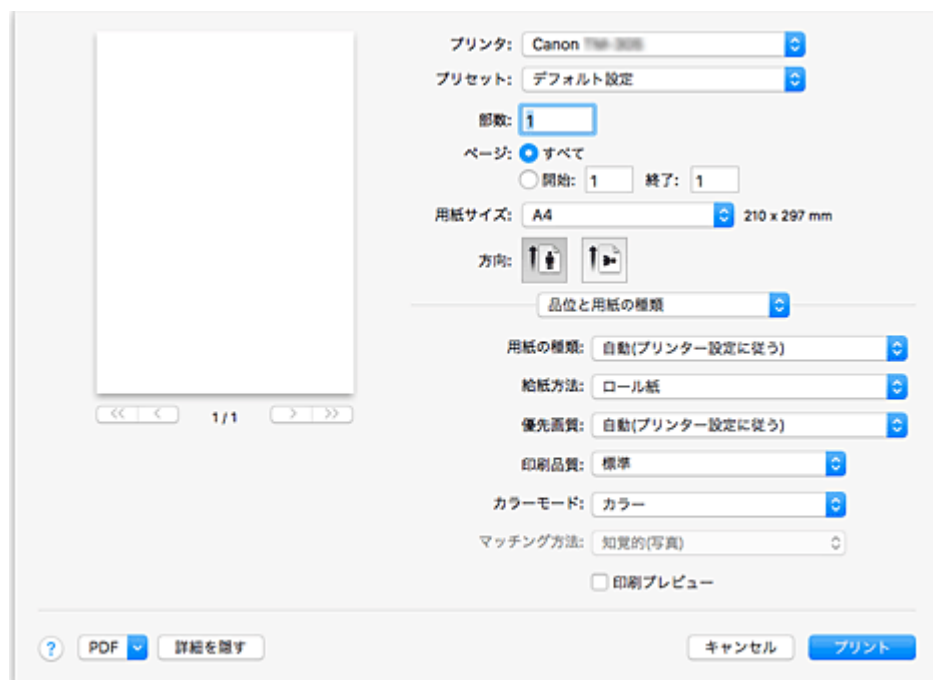 プリンタ: Canon
プリセット: デフォルト設定
部数: 1
ページ: すべて
開始: 1 終了: 1
用紙サイズ: A4 210 x 297 mm
方向:
品位と用紙の種類
用紙の種類: 自動(プリンター設定に従う)
給紙方法: ロール紙
優先画質: 自動(プリンター設定に従う)
印刷品質: 標準
カラーモード: カラー
マッチング方法: 知覚的(写真)
印刷プレビュー
<< < 1/1 > >>
? PDF 詳細を隠す キャンセル プリント